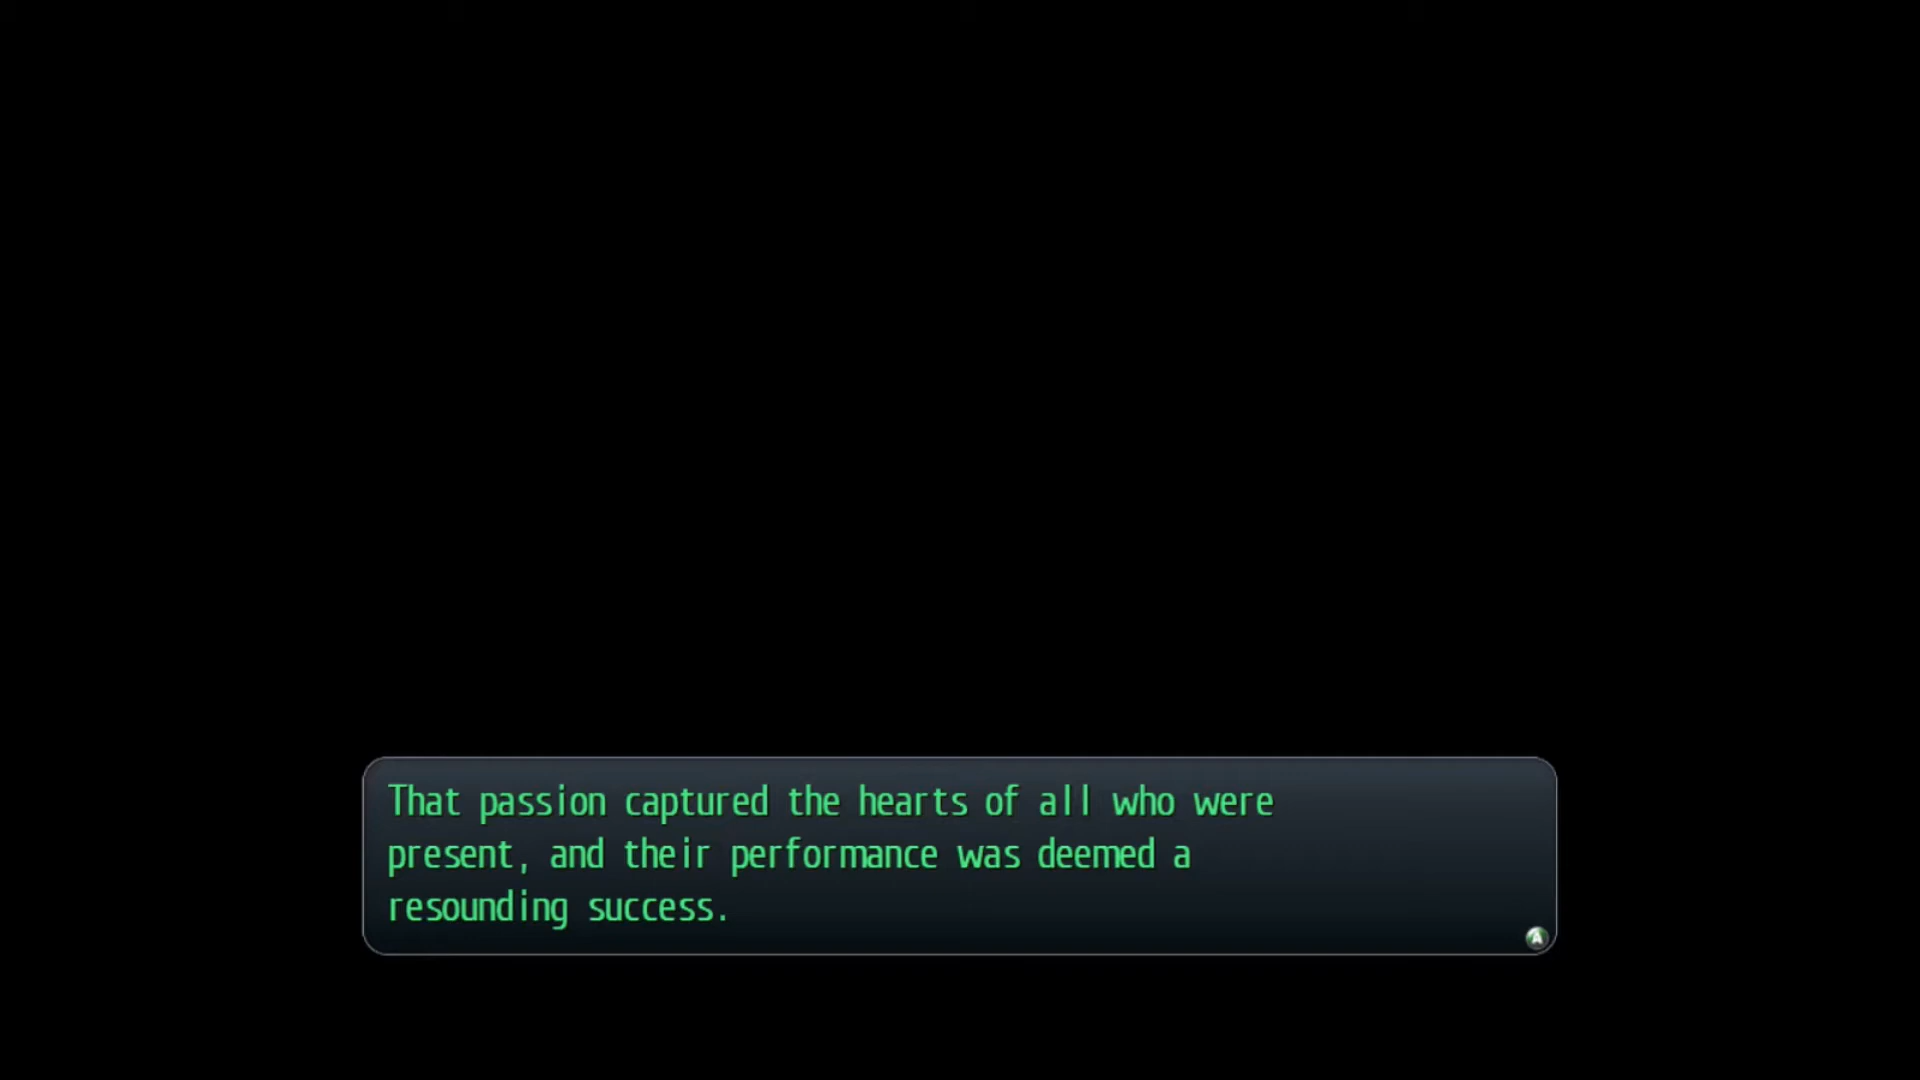 That passion captured the hearts of all who were
present, and their performance was deemed a
resounding success.
A